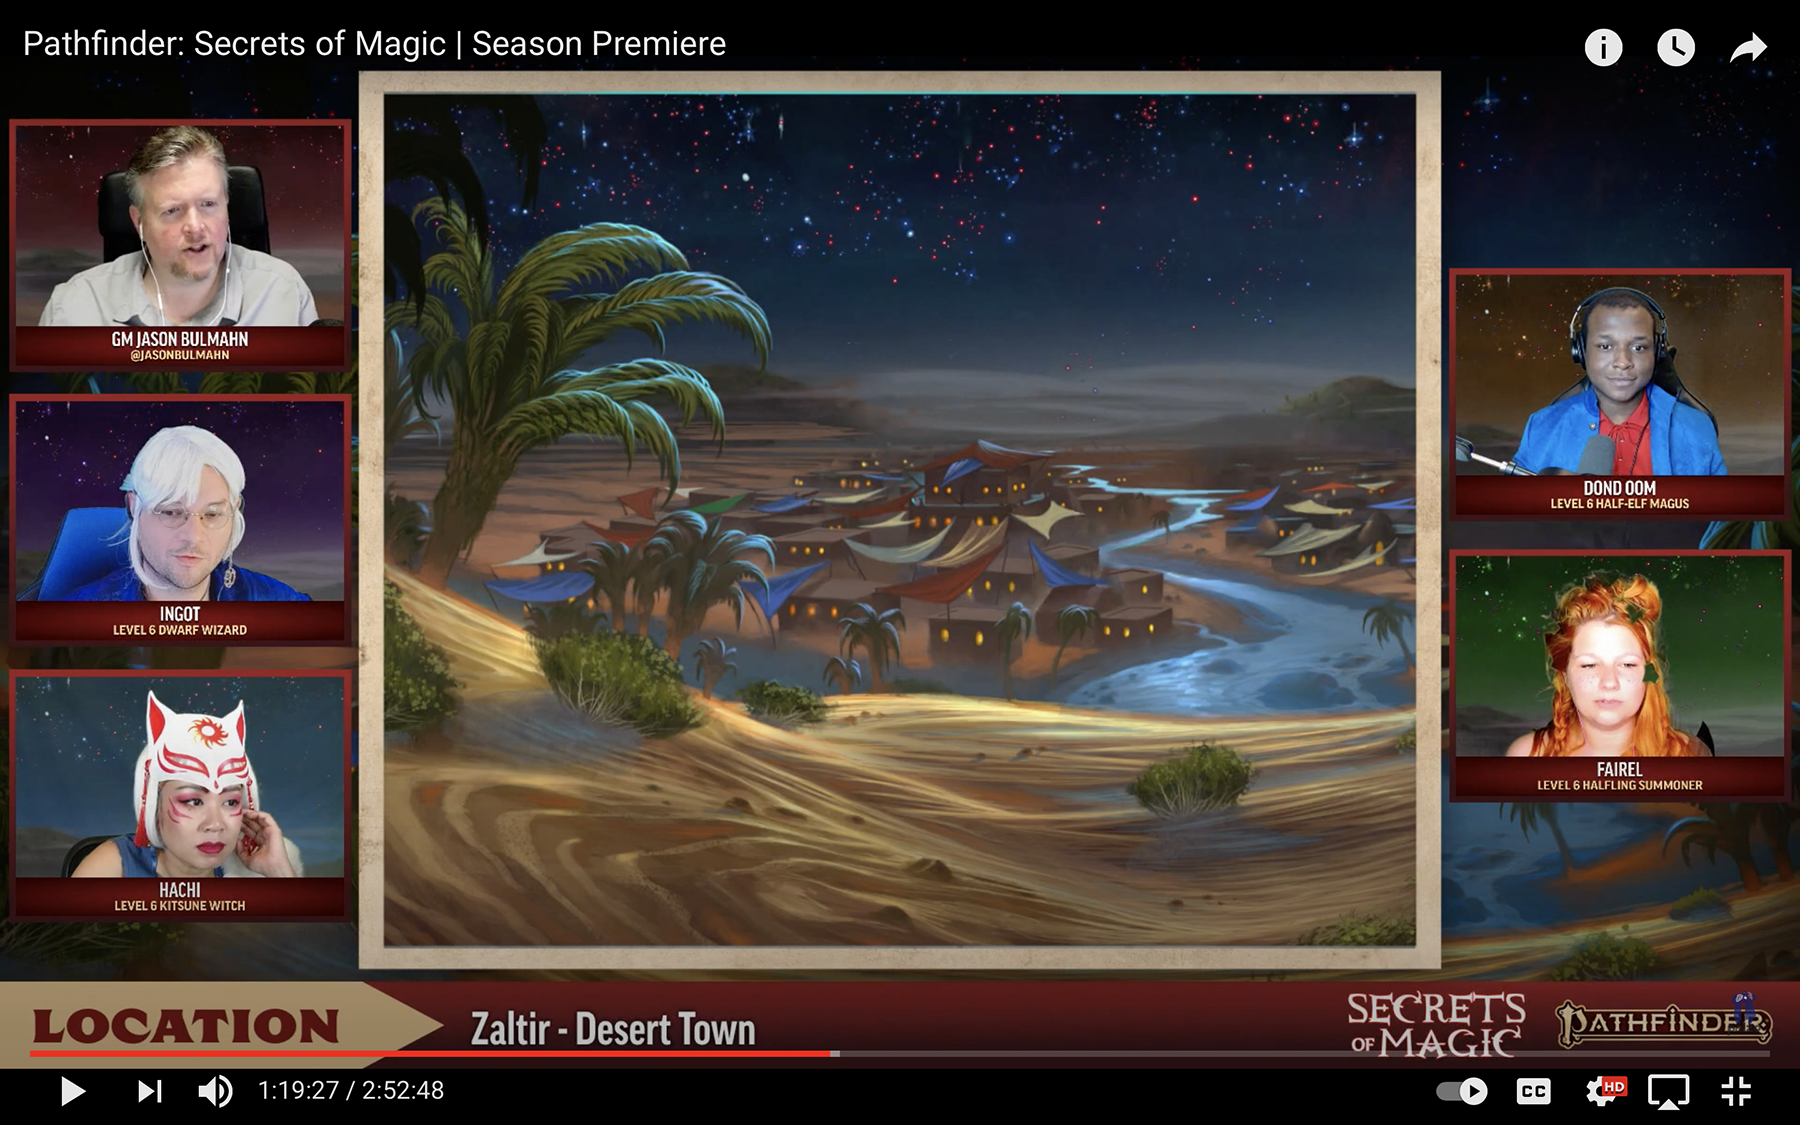 Pathfinder: Secrets of Magic | Season Premiere
GM JASON BULMAHN
@JASONBULMAHN
INGOT
LEVEL 6 DWARF WIZARD
HACHI
LEVEL 6 KITSUNE WITCH
DOND OOM
LEVEL 6 HALF-ELF MAGUS
FAIREL
LEVEL 6 HALFLING SUMMONER
LOCATION
Zaltir - Desert Town
SECRETS
OF MAGIC
PATHFINDER
1:19:27 / 2:52:48
CC
HD